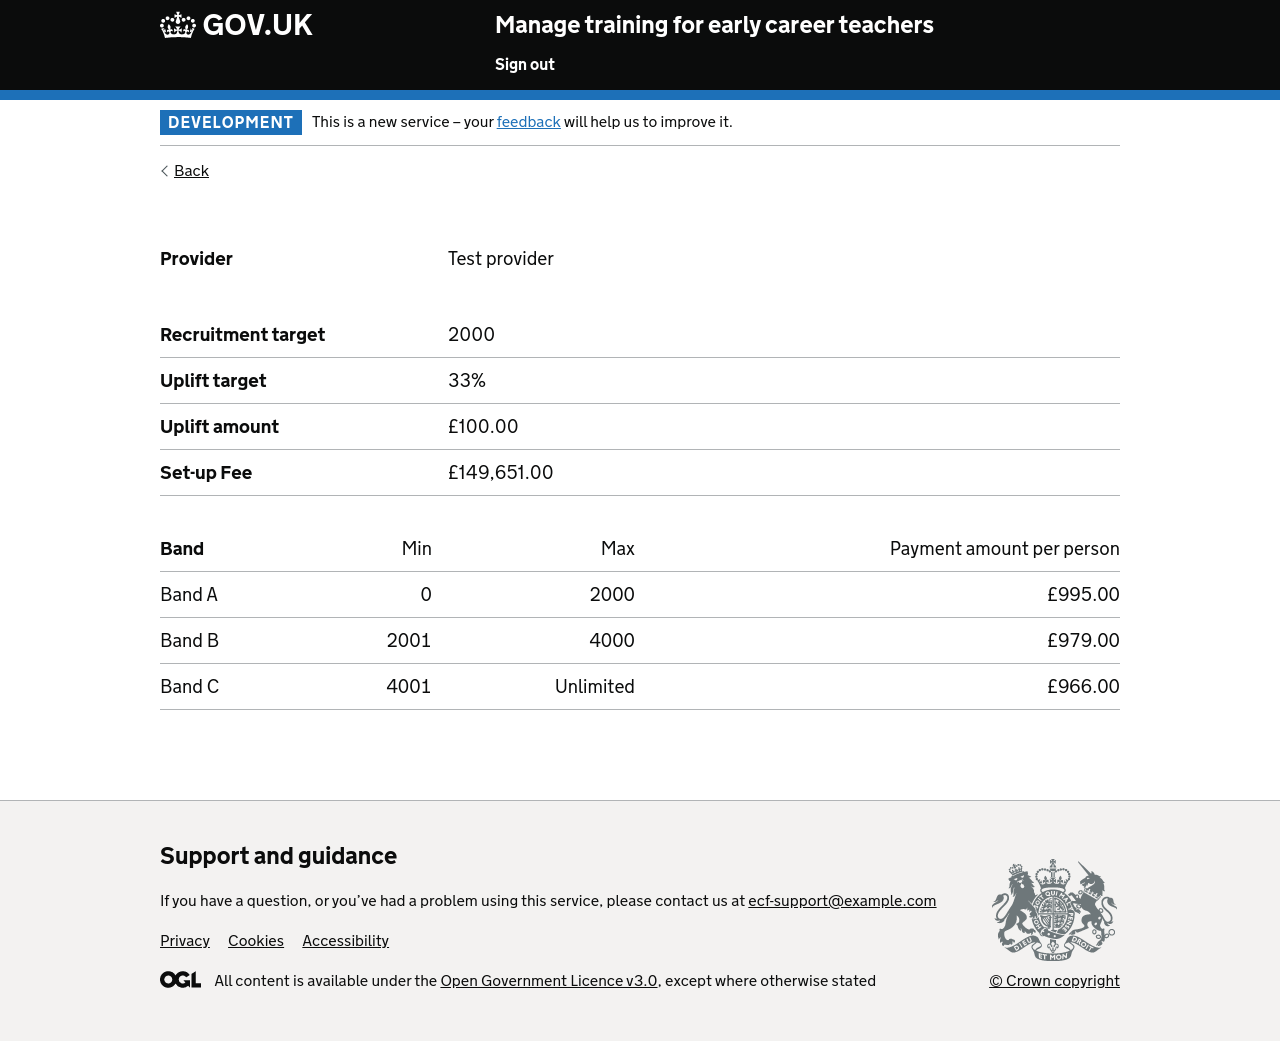 GOV.UK
Manage training for early career teachers
Sign out
DEVELOPMENT This is a new service – your feedback will help us to improve it.
Back
Provider Test provider
Recruitment target 2000
Uplift target 33%
Uplift amount £100.00
Set-up Fee £149,651.00
Band Min Max Payment amount per person
Band A 0 2000 £995.00
Band B 2001 4000 £979.00
Band C 4001 Unlimited £966.00
Support and guidance
If you have a question, or you’ve had a problem using this service, please contact us at ecf-support@example.com
Privacy Cookies Accessibility
OGL All content is available under the Open Government Licence v3.0, except where otherwise stated
DIEU ET MON DROIT
© Crown copyright